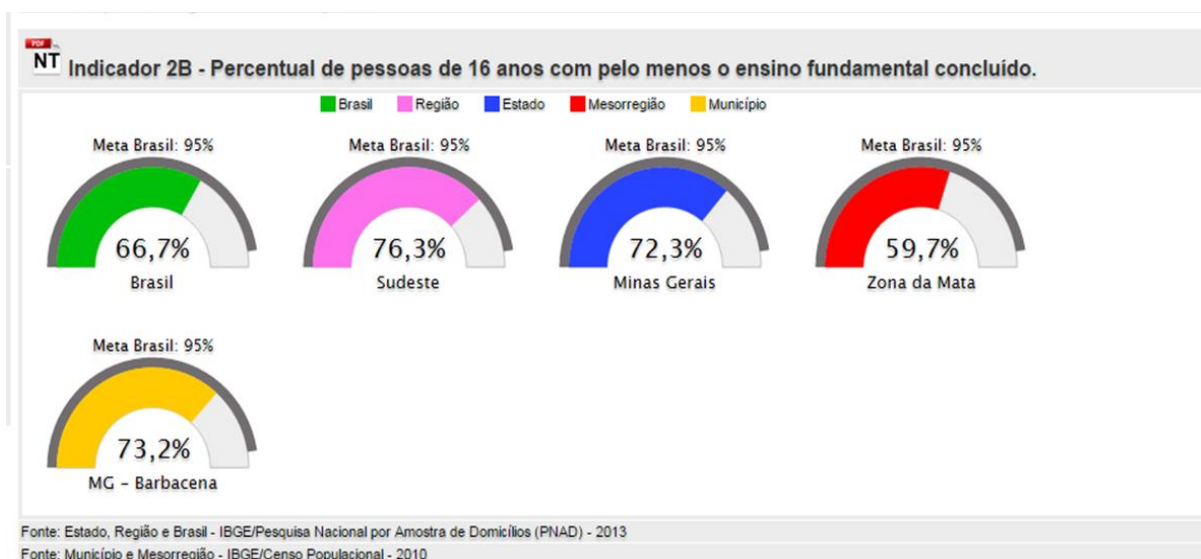 PDF
NT
Indicador 2B - Percentual de pessoas de 16 anos com pelo menos o ensino fundamental concluído.
Brasil Região Estado Mesorregião Município
Meta Brasil: 95% Meta Brasil: 95% Meta Brasil: 95% Meta Brasil: 95%
66,7% 76,3% 72,3% 59,7%
Brasil Sudeste Minas Gerais Zona da Mata
Meta Brasil: 95%
73,2%
MG - Barbacena
Fonte: Estado, Região e Brasil - IBGE/Pesquisa Nacional por Amostra de Domicílios (PNAD) - 2013
Fonte: Município e Mesorregião - IBGE/Censo Populacional - 2010